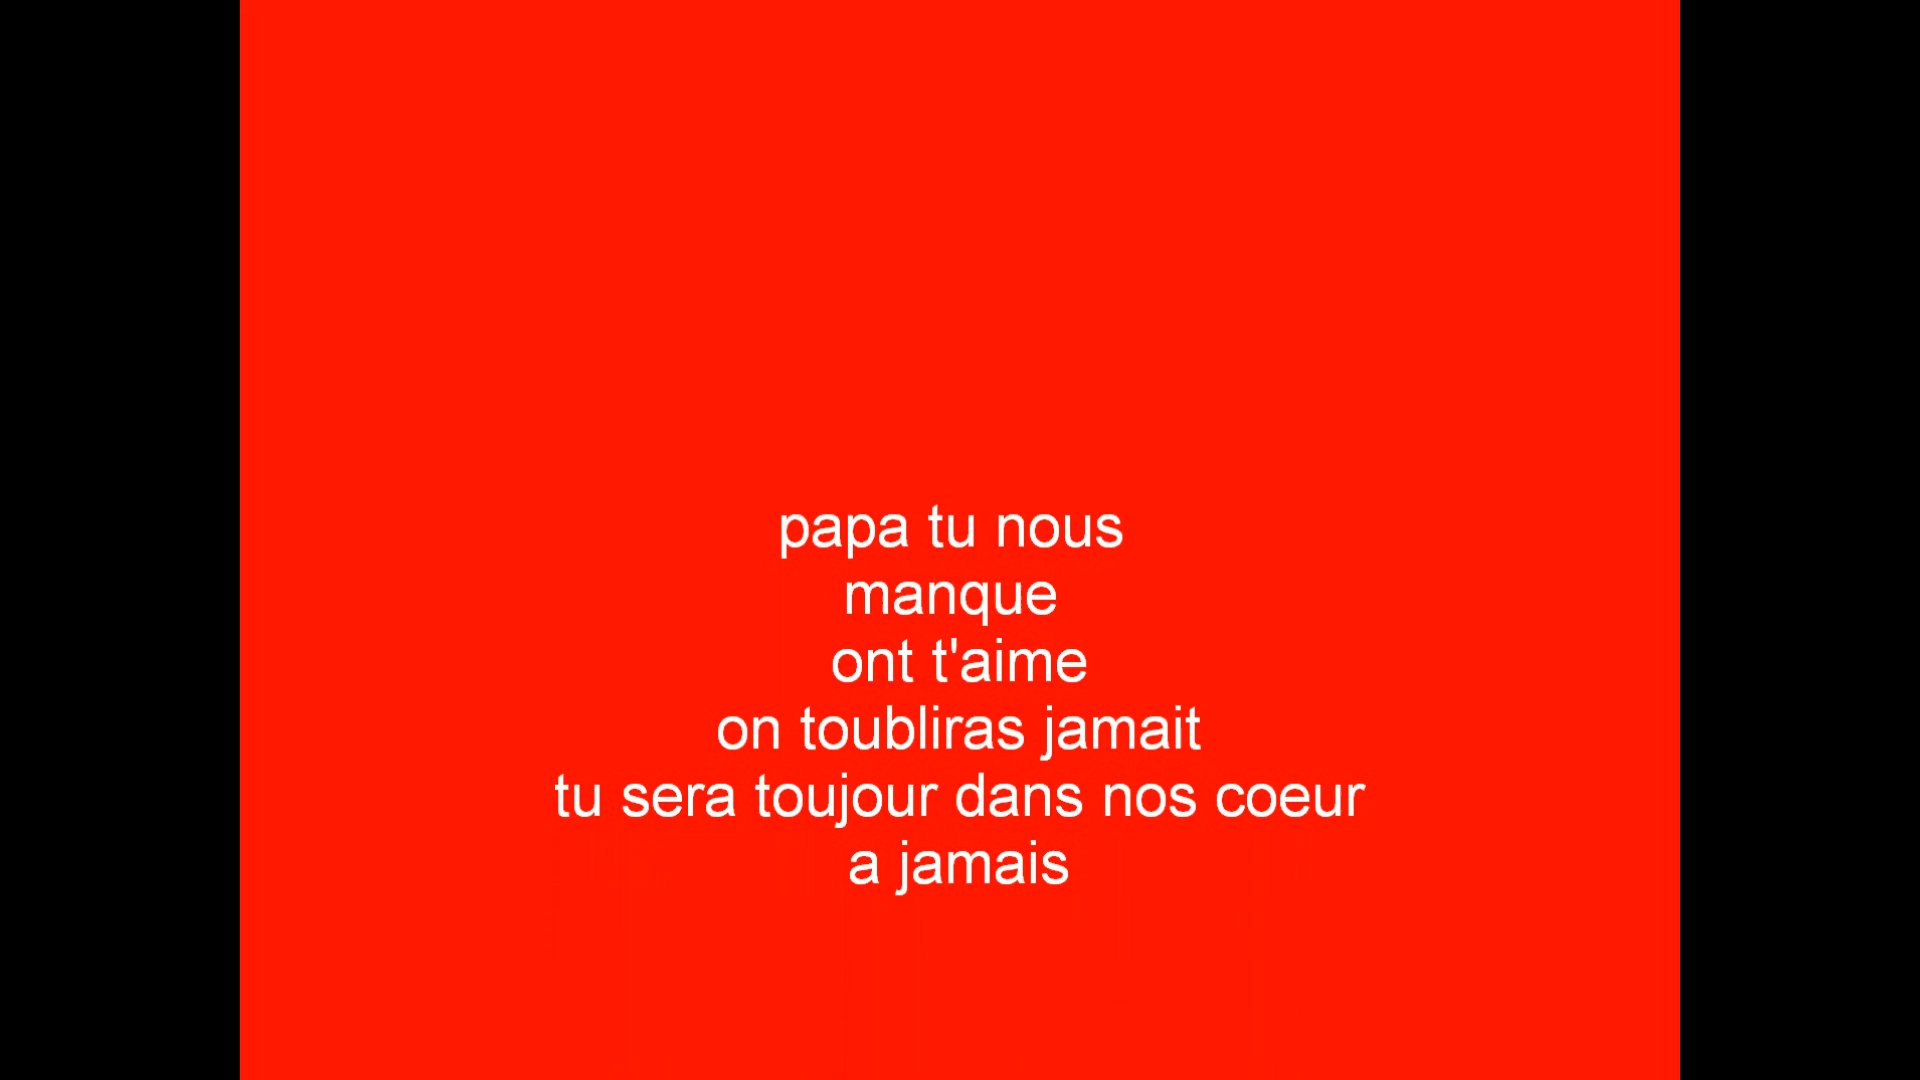 papa tu nous
manque
ont t'aime
on toubliras jamait
tu sera toujour dans nos coeur
a jamais